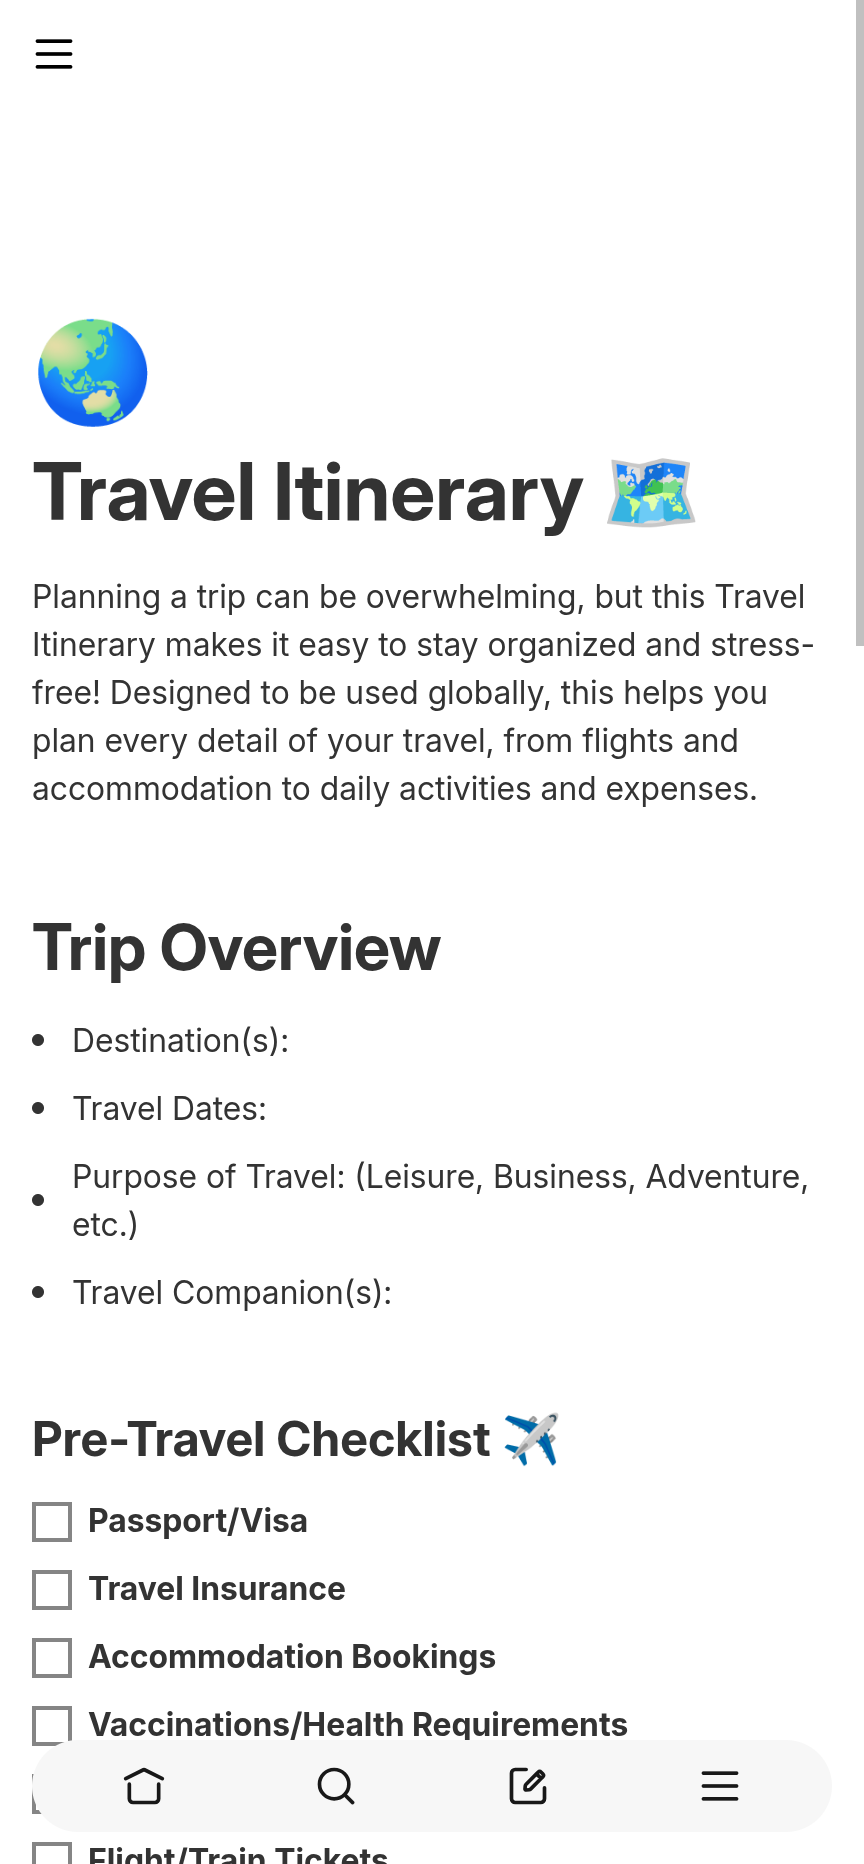 Travel Itinerary
Planning a trip can be overwhelming, but this Travel
Itinerary makes it easy to stay organized and stress-
free! Designed to be used globally, this helps you
plan every detail of your travel, from flights and
accommodation to daily activities and expenses.
Trip Overview
Destination(s):
Travel Dates:
Purpose of Travel: (Leisure, Business, Adventure,
etc.)
Travel Companion(s):
Pre-Travel Checklist
Passport/Visa
Travel Insurance
Accommodation Bookings
Vaccinations/Health Requirements
Flight/Train Tickets